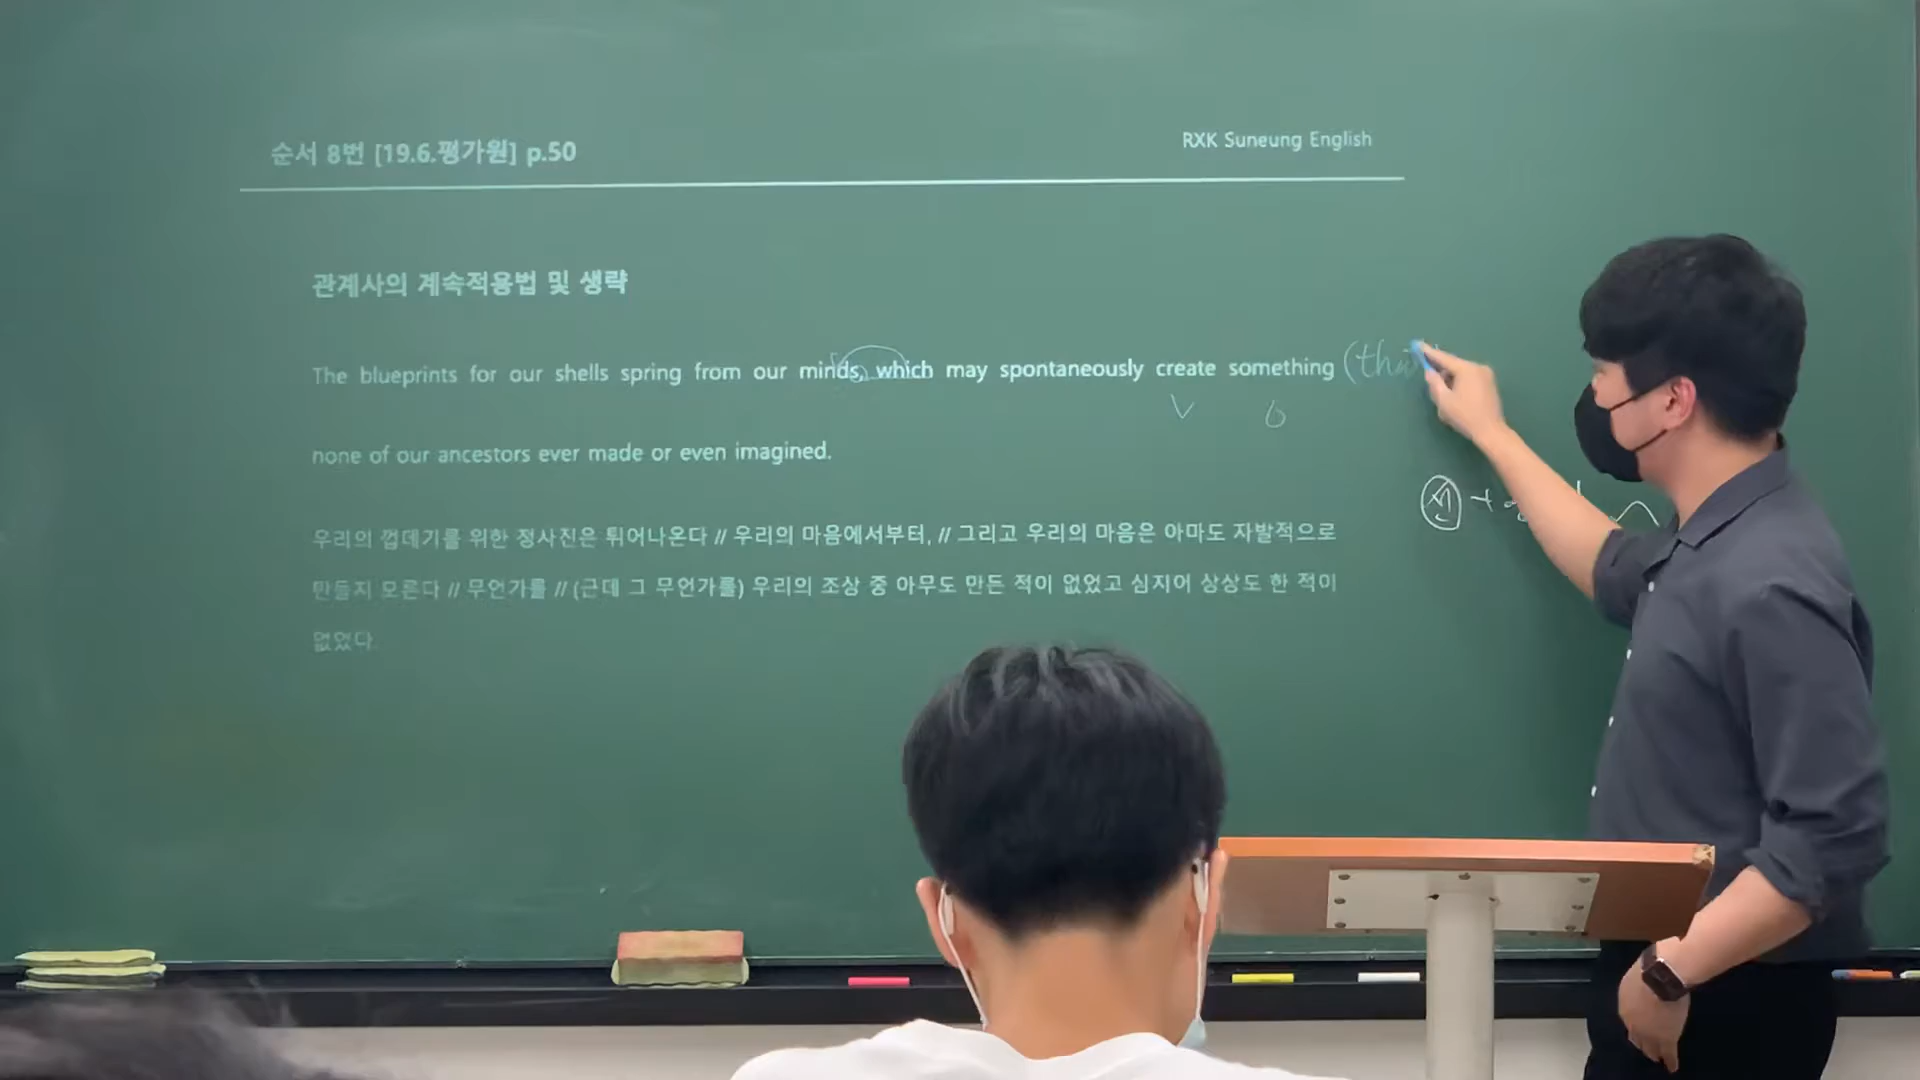 순서 8번 [19.6.평가원] p.50
RXK Suneung English
관계사의 계속적용법 및 생략
The blueprints for our shells spring from our minds, which may spontaneously create something (that
V O
none of our ancestors ever made or even imagined.
선 +
우리의 껍데기를 위한 청사진은 튀어나온다 // 우리의 마음에서부터, // 그리고 우리의 마음은 아마도 자발적으로
만들지 모른다 // 무언가를 // (근데 그 무언가를) 우리의 조상 중 아무도 만든 적이 없었고 심지어 상상도 한 적이
없었다.